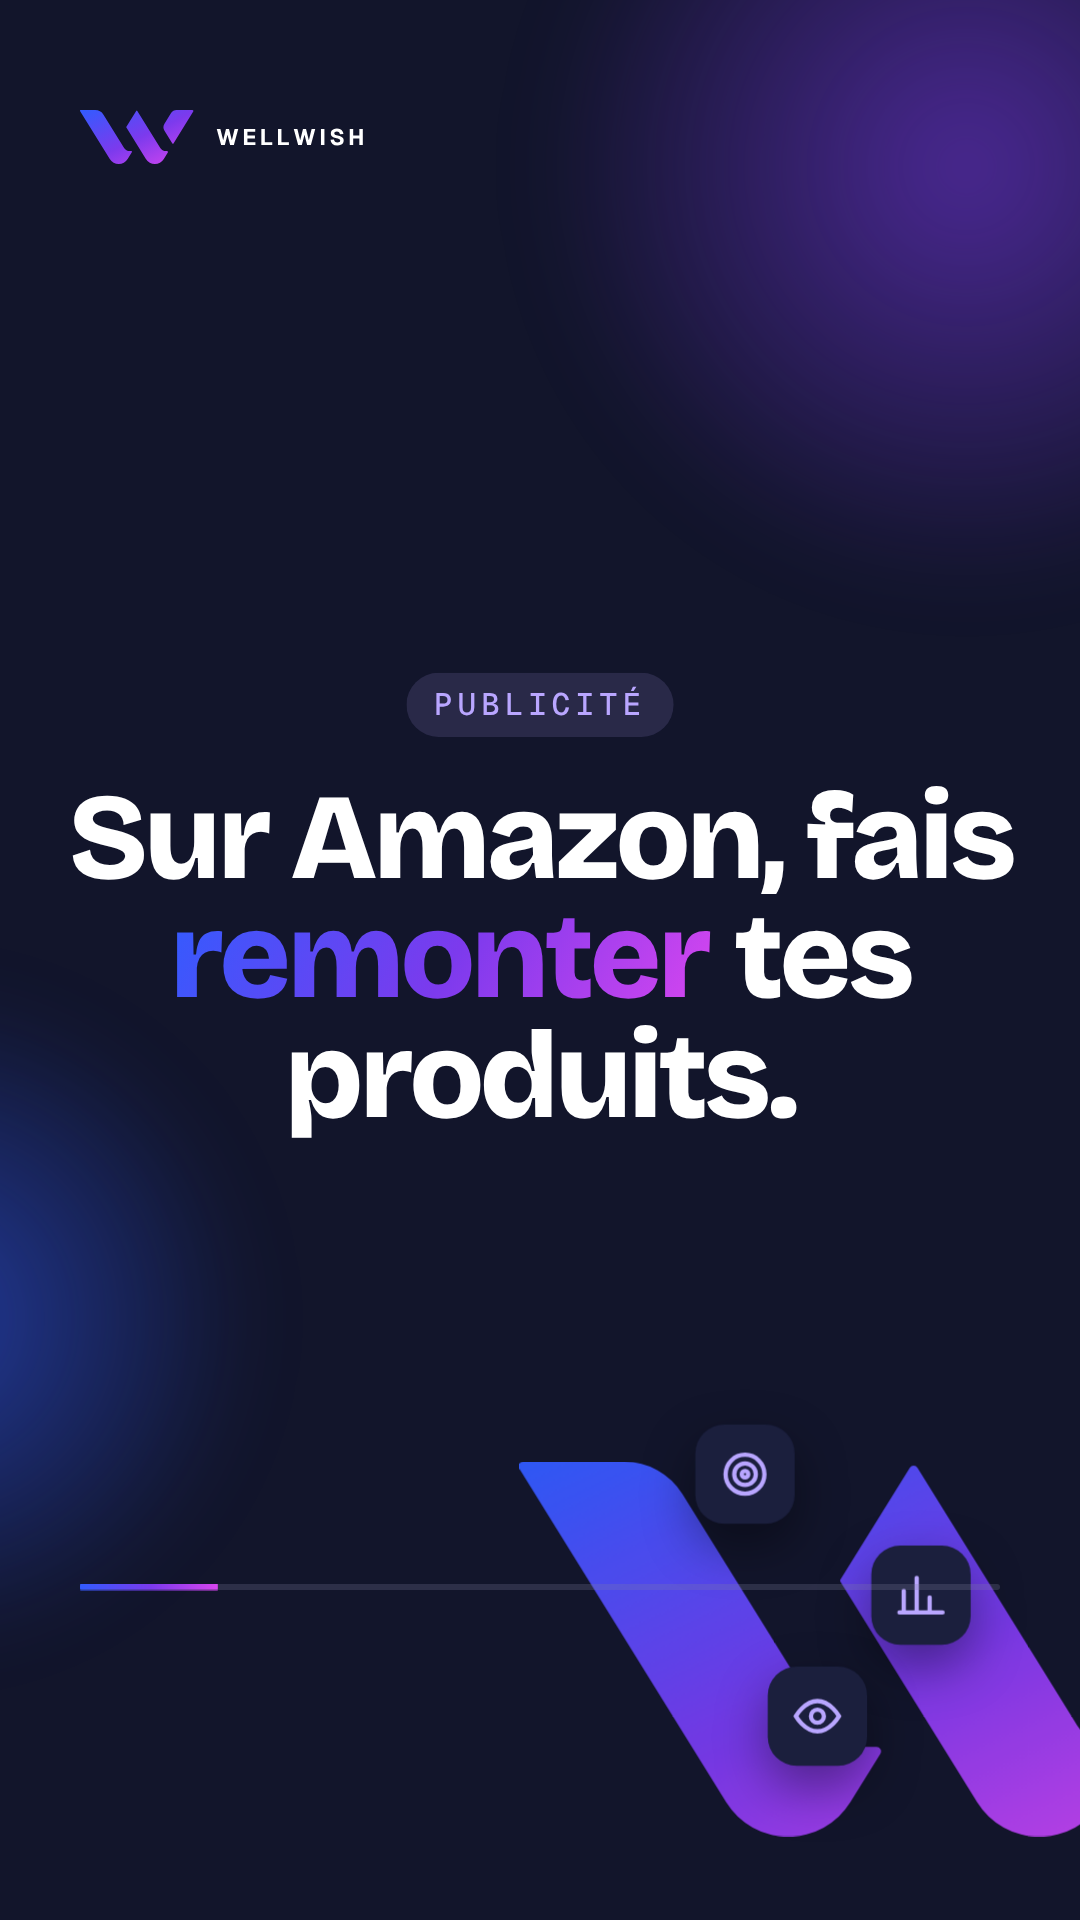 WELLWISH
PUBLICITÉ
Sur Amazon, fais
remonter tes
produits.